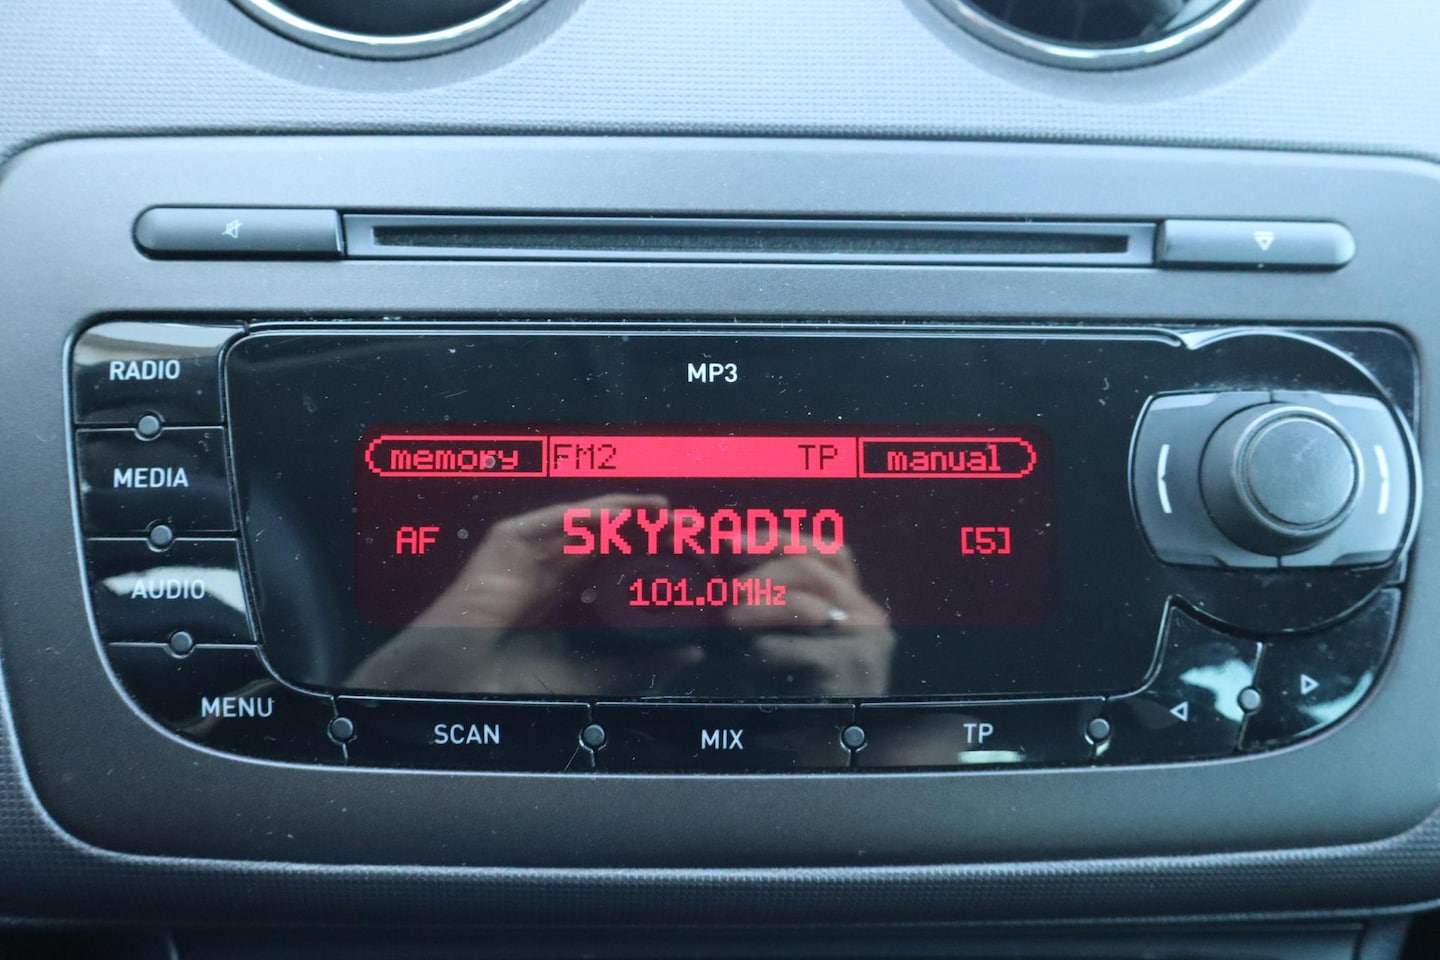 RADIO
MP3
memory FM2 TP manual
MEDIA
AF SKYRADIO [5]
101.0MHz
AUDIO
MENU
SCAN MIX TP